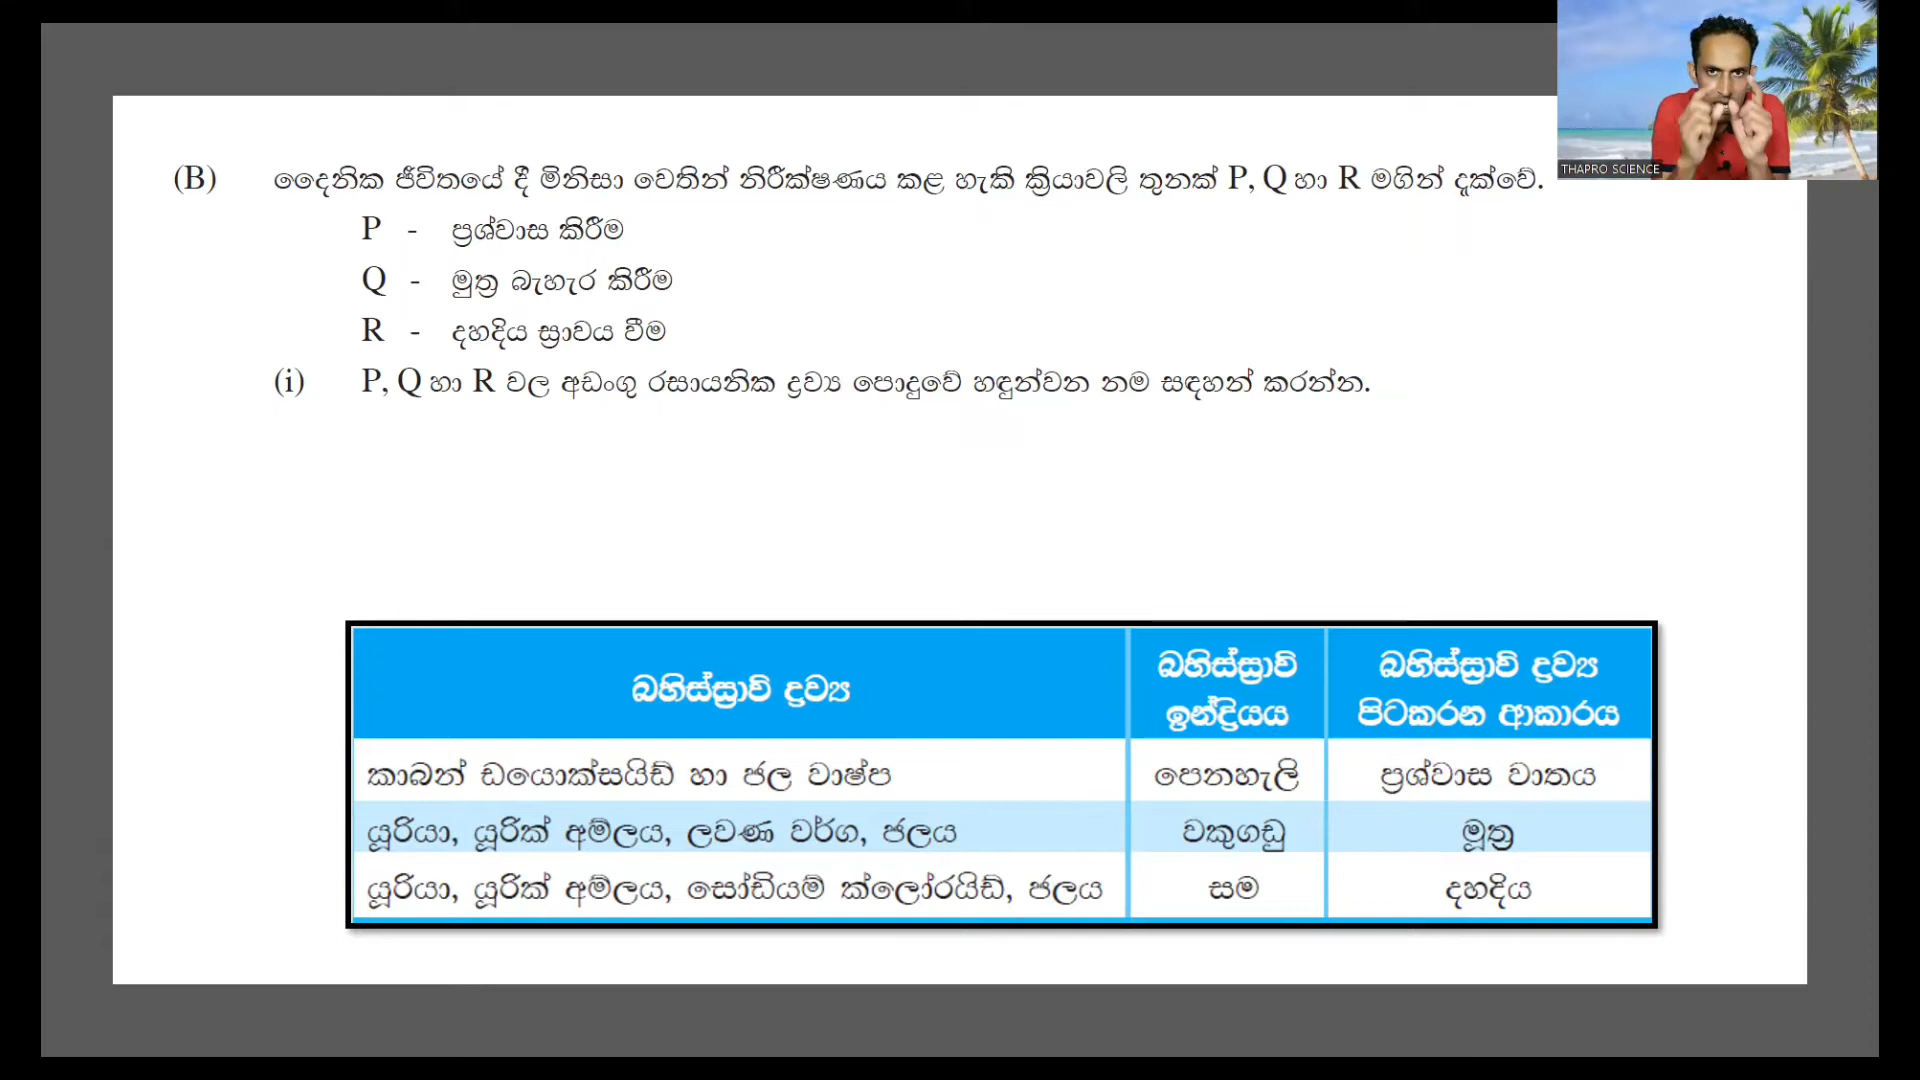 THAPRO SCIENCE
(B) දෛනික ජීවිතයේ දී මිනිසා වෙතින් නිරීක්ෂණය කළ හැකි ක්‍රියාවලි තුනක් P, Q හා R මගින් දැක්වේ.
P - ප්‍රශ්වාස කිරීම
Q - මුත්‍ර බැහැර කිරීම
R - දහදිය ස්‍රාවය වීම
(i) P, Q හා R වල අඩංගු රසායනික ද්‍රව්‍ය පොදුවේ හඳුන්වන නම සඳහන් කරන්න.
බහිස්ස්‍රාවි ද්‍රව්‍ය
බහිස්ස්‍රාවි
ඉන්ද්‍රියය
බහිස්ස්‍රාවි ද්‍රව්‍ය
පිටකරන ආකාරය
කාබන් ඩයොක්සයිඩ් හා ජල වාෂ්ප පෙනහැලි ප්‍රශ්වාස වාතය
යූරියා, යූරික් අම්ලය, ලවණ වර්ග, ජලය වකුගඩු මූත්‍ර
යූරියා, යූරික් අම්ලය, සෝඩියම් ක්ලෝරයිඩ්, ජලය සම දහදිය